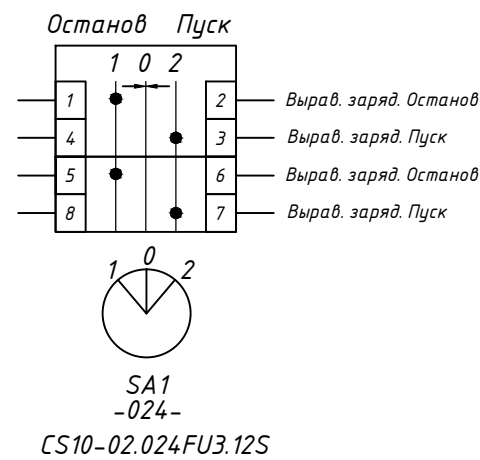 Останов Пуск
1 0 2
1 2 Вырав. заряд. Останов
4 3 Вырав. заряд. Пуск
5 6 Вырав. заряд. Останов
8 7 Вырав. заряд. Пуск
1 0 2
SA1
-024-
CS10-02.024FU3.12S